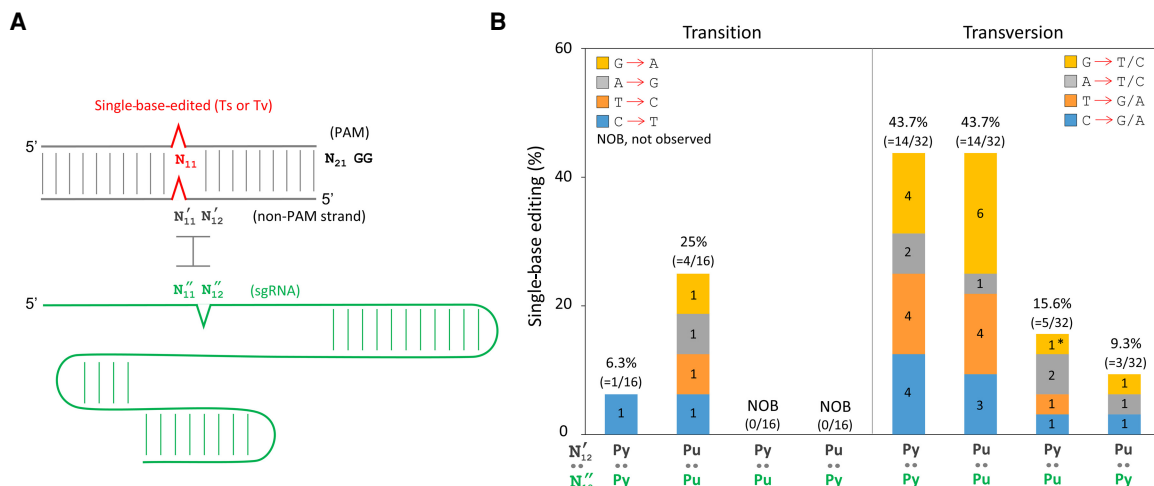 A
Single-base-edited (Ts or Tv)
5’
(PAM)
N11
N21 GG
5’
N′11 N′12 (non-PAM strand)
N″11 N″12 (sgRNA)
5’
B
Transition
Transversion
Single-base editing (%)
60
40
20
0
G → A
A → G
T → C
C → T
NOB, not observed
G → T/C
A → T/C
T → G/A
C → G/A
6.3%
(=1/16)
1
25%
(=4/16)
1
1
1
1
NOB
(0/16)
NOB
(0/16)
43.7%
(=14/32)
4
2
4
4
43.7%
(=14/32)
6
1
4
3
15.6%
(=5/32)
1*
2
1
1
9.3%
(=3/32)
1
1
1
N′12 Py Pu Py Pu Py Pu Py Pu
Py Pu Pu Py Py Pu Pu Py